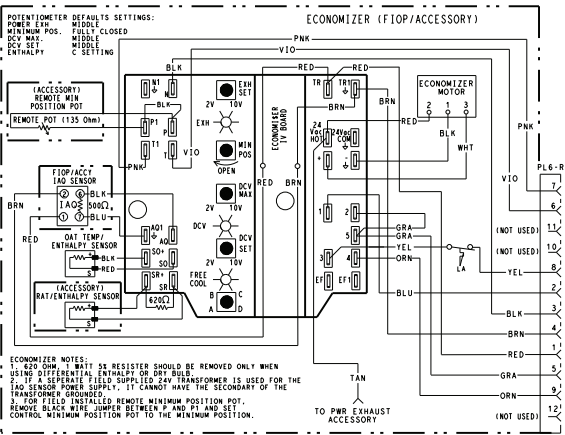 POTENTIOMETER DEFAULTS SETTINGS:
POWER EXH MIDDLE
MINIMUM POS. FULLY CLOSED
DCV MAX. MIDDLE
DCV SET MIDDLE
ENTHALPY C SETTING
ECONOMIZER (FIOP/ACCESSORY)
PNK
VIO
BLK
RED
RED
(ACCESSORY)
REMOTE MIN
POSITION POT
REMOTE POT (135 Ohm)
N1
N
BLK
P1
P
T1
T
PNK
VIO
EXH
SET
2V 10V
EXH
MIN
POS
OPEN
DCV
MAX
2V 10V
DCV
DCV
SET
2V 10V
FREE
COOL
B C
A D
ECONOMISER
IV BOARD
TR TR1
BRN
BRN
24
Vac
HOT
24VCOM
+ -
RED
BLK
WHT
ECONOMIZER
MOTOR
2 1 3
RED
BRN
1 2
5
3 4
EF EF1
GRA
GRA
YEL
ORN
BLU
LA
FIOP/ACCY
IAQ SENSOR
2 6
IAQ 500Ω
1 7
BLK
BLU
BRN
RED
OAT TEMP/
ENTHALPY SENSOR
+
S
BLK
RED
AQ1
AQ
SO+
SO
SR+
SR
620Ω
(ACCESSORY)
RAT/ENTHALPY SENSOR
+
S
PNK
VIO
PL6-R
7
6
(NOT USED) 11
(NOT USED) 10
YEL 8
2
BLK 3
BRN 4
RED 1
GRA 5
ORN 9
(NOT USED) 12
TAN
TO PWR EXHAUST
ACCESSORY
ECONOMIZER NOTES:
1. 620 OHM, 1 WATT 5% RESISTER SHOULD BE REMOVED ONLY WHEN
USING DIFFERENTIAL ENTHALPY OR DRY BULB.
2. IF A SEPERATE FIELD SUPPLIED 24V TRANSFORMER IS USED FOR THE
IAQ SENSOR POWER SUPPLY, IT CANNOT HAVE THE SECONDARY OF THE
TRANSFORMER GROUNDED.
3. FOR FIELD INSTALLED REMOTE MINIMUM POSITION POT,
REMOVE BLACK WIRE JUMPER BETWEEN P AND P1 AND SET
CONTROL MINIMUM POSITION POT TO THE MINIMUM POSITION.